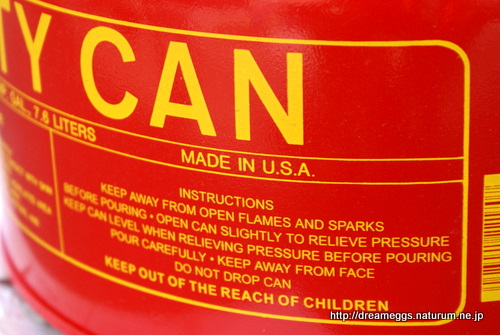 TY CAN
GAL., 7.6 LITERS
MADE IN U.S.A.
INSTRUCTIONS
KEEP AWAY FROM OPEN FLAMES AND SPARKS
BEFORE POURING • OPEN CAN SLIGHTLY TO RELIEVE PRESSURE
KEEP CAN LEVEL WHEN RELIEVING PRESSURE BEFORE POURING
POUR CAREFULLY • KEEP AWAY FROM FACE
DO NOT DROP CAN
KEEP OUT OF THE REACH OF CHILDREN
http://dreameggs.naturum.ne.jp